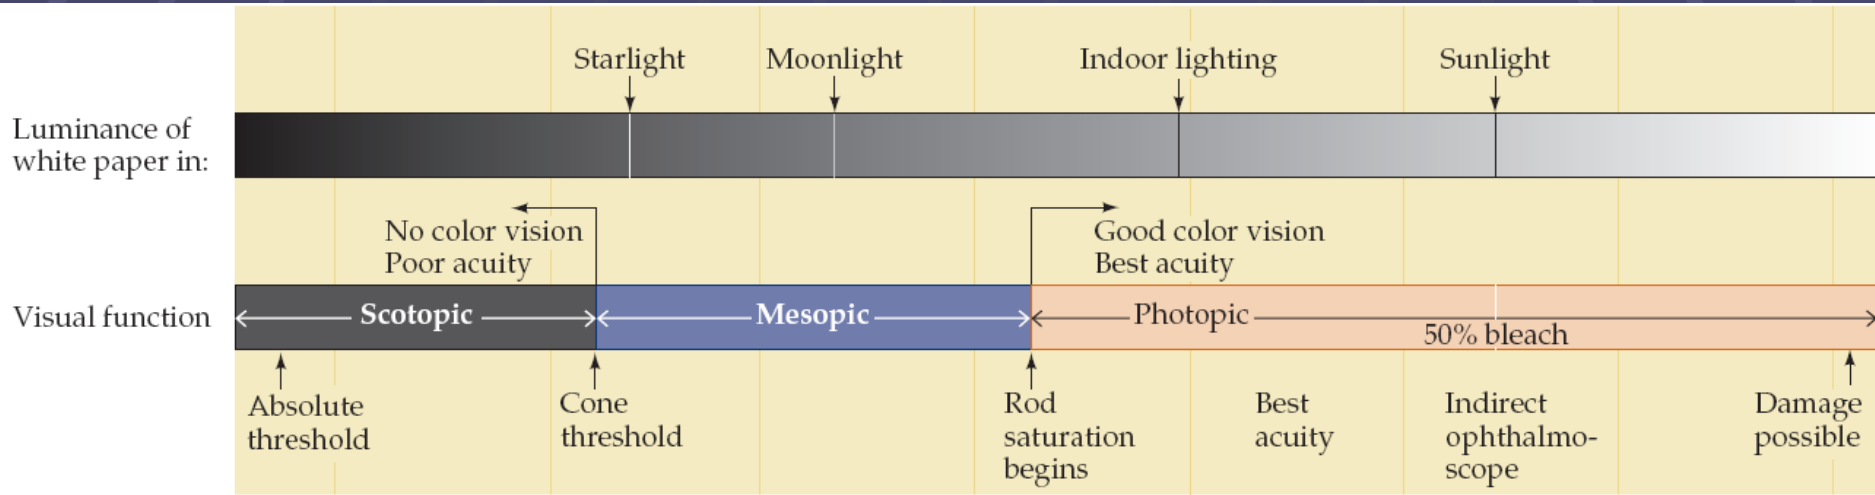 Starlight
Moonlight
Indoor lighting
Sunlight
Luminance of
white paper in:
No color vision
Poor acuity
Good color vision
Best acuity
Visual function
Scotopic
Mesopic
Photopic
50% bleach
Absolute
threshold
Cone
threshold
Rod
saturation
begins
Best
acuity
Indirect
ophthalmo-
scope
Damage
possible